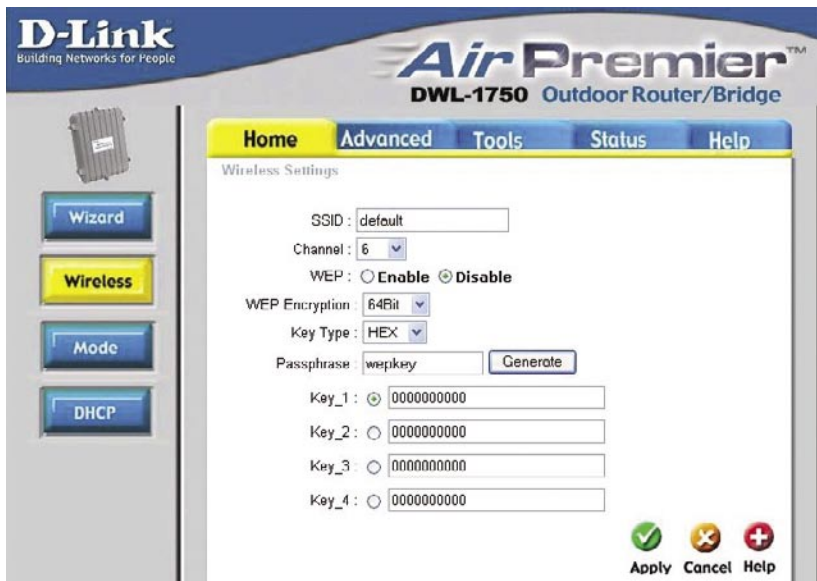 D-Link
Building Networks for People
Air Premier™
DWL-1750 Outdoor Router/Bridge
Home Advanced Tools Status Help
Wireless Settings
Wizard
Wireless
Mode
DHCP
SSID : default
Channel : 6
WEP : Enable Disable
WEP Encryption : 64Bit
Key Type : HEX
Passphrase : wepkey Generate
Key_1 : 0000000000
Key_2 : 0000000000
Key_3 : 0000000000
Key_4 : 0000000000
Apply Cancel Help